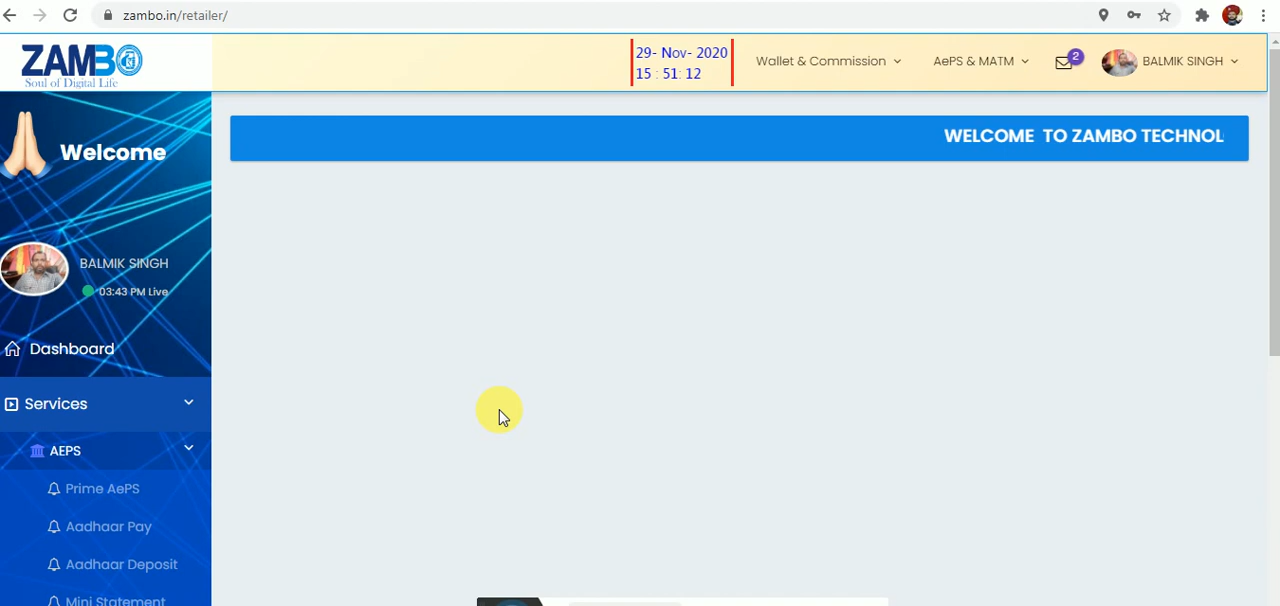 zambo.in/retailer/
ZAMBO
Soul of Digital Life
29- Nov- 2020
15 : 51: 12
Wallet & Commission
AePS & MATM
2
BALMIK SINGH
Welcome
WELCOME TO ZAMBO TECHNOL
BALMIK SINGH
03:43 PM Live
Dashboard
Services
AEPS
Prime AePS
Aadhaar Pay
Aadhaar Deposit
Mini Statement